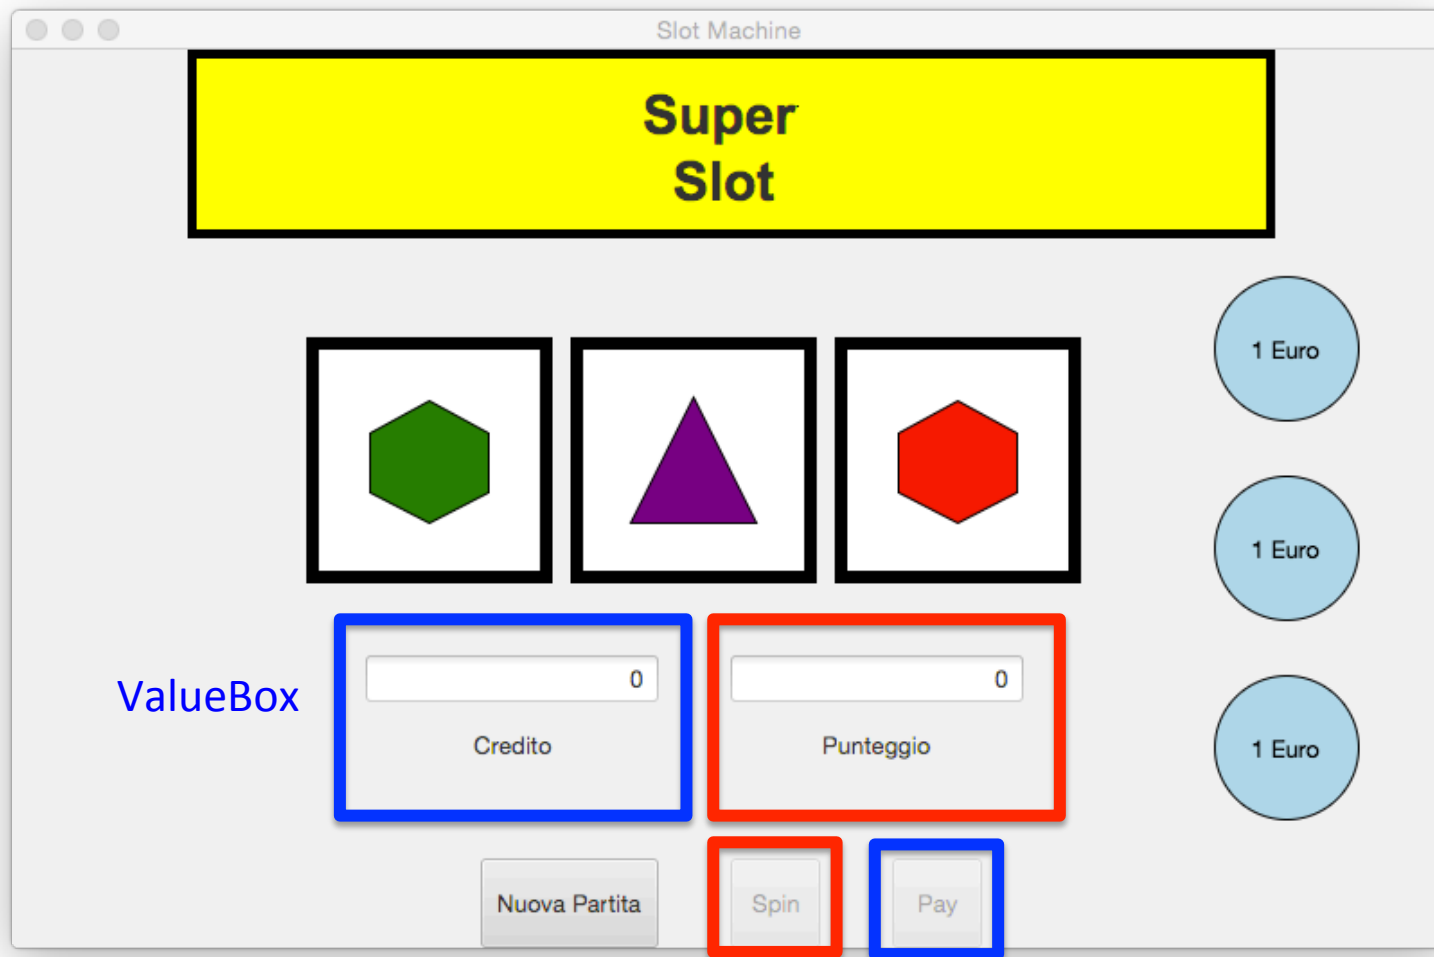 Slot Machine
Super
Slot
1 Euro
1 Euro
0
0
ValueBox
Credito
Punteggio
1 Euro
Nuova Partita
Spin
Pay